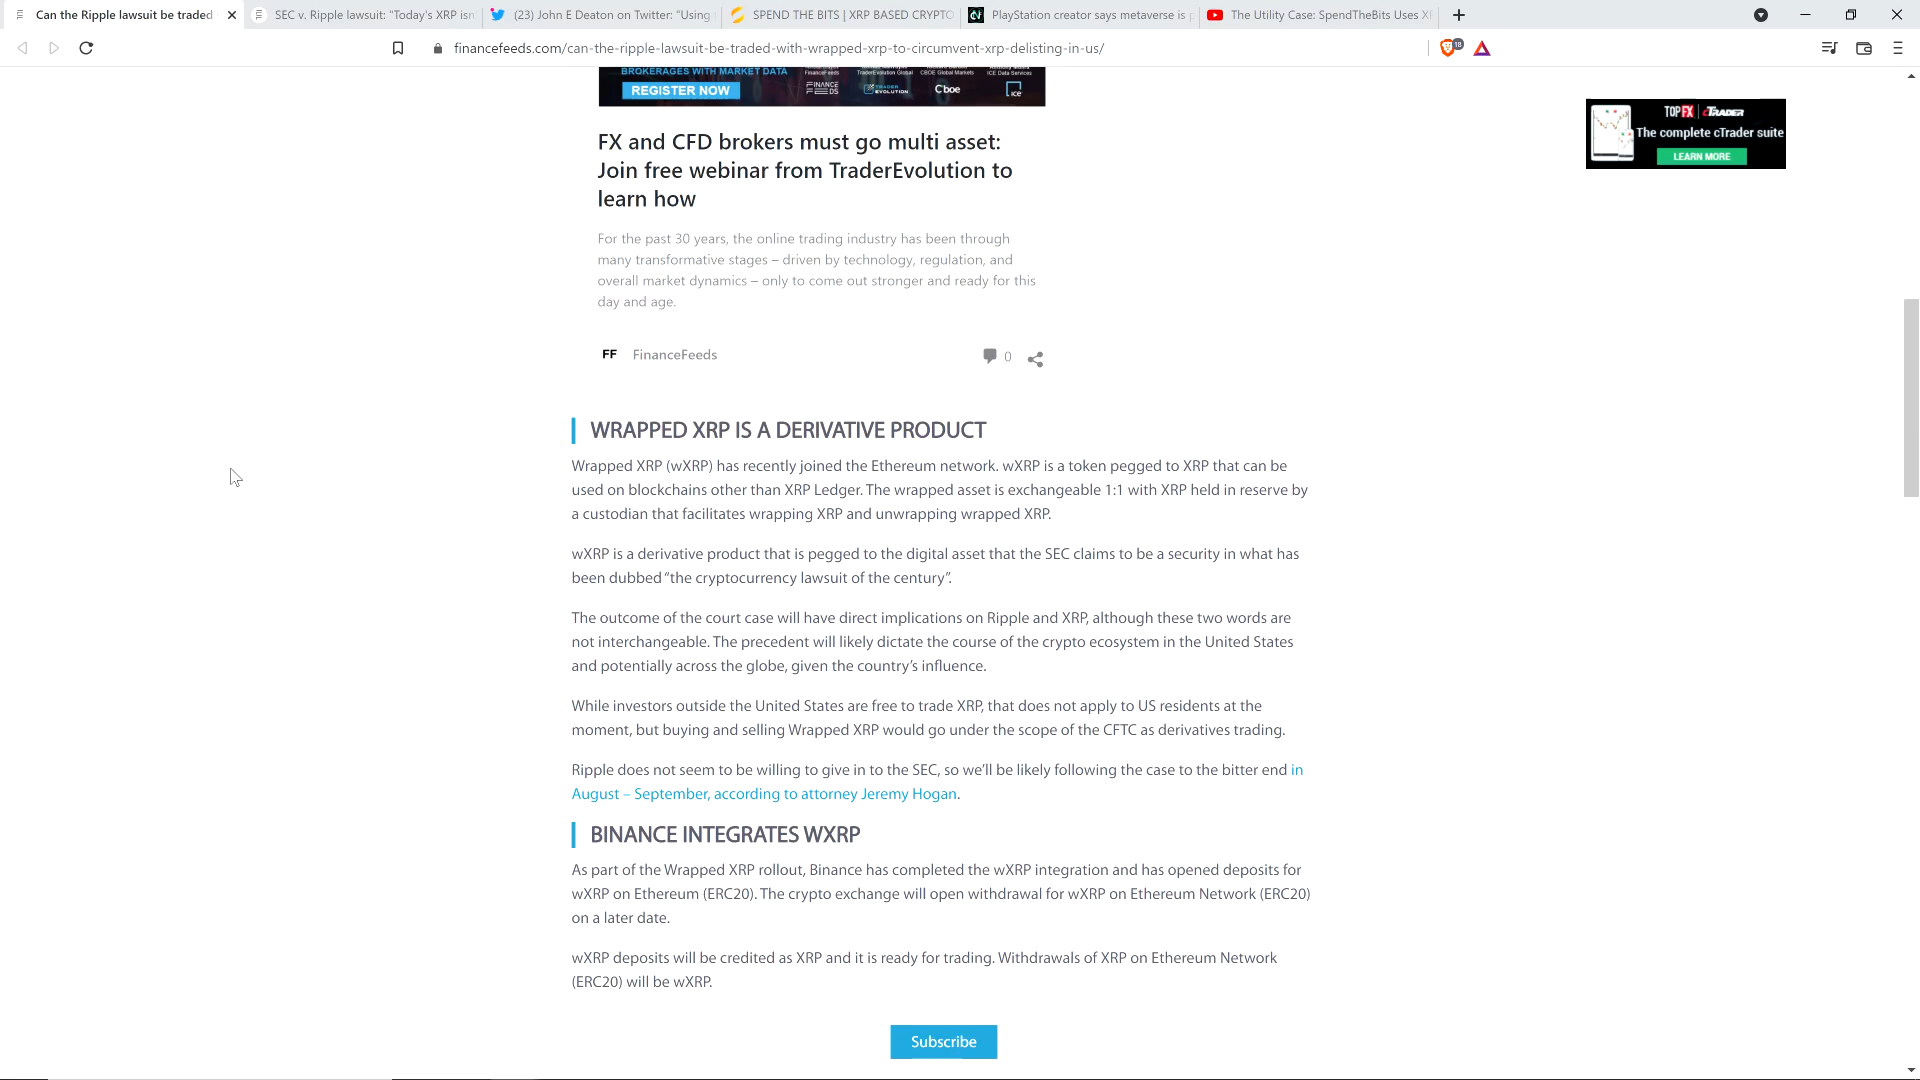 Can the Ripple lawsuit be traded
SEC v. Ripple lawsuit: "Today's XRP isn
(23) John E Deaton on Twitter: "Using
SPEND THE BITS | XRP BASED CRYPTO
PlayStation creator says metaverse is p
The Utility Case: SpendTheBits Uses XR
financefeeds.com/can-the-ripple-lawsuit-be-traded-with-wrapped-xrp-to-circumvent-xrp-delisting-in-us/
18
BROKERAGES WITH MARKET DATA
FinanceFeeds
TraderEvolution Global
CBOE Global Markets
ICE Data Services
REGISTER NOW
FINANCE FEEDS
TRADER EVOLUTION
Cboe
ice
TOPFX | cTRADER
The complete cTrader suite
LEARN MORE
FX and CFD brokers must go multi asset:
Join free webinar from TraderEvolution to
learn how
For the past 30 years, the online trading industry has been through
many transformative stages – driven by technology, regulation, and
overall market dynamics – only to come out stronger and ready for this
day and age.
FF FinanceFeeds
0
WRAPPED XRP IS A DERIVATIVE PRODUCT
Wrapped XRP (wXRP) has recently joined the Ethereum network. wXRP is a token pegged to XRP that can be
used on blockchains other than XRP Ledger. The wrapped asset is exchangeable 1:1 with XRP held in reserve by
a custodian that facilitates wrapping XRP and unwrapping wrapped XRP.
wXRP is a derivative product that is pegged to the digital asset that the SEC claims to be a security in what has
been dubbed “the cryptocurrency lawsuit of the century”.
The outcome of the court case will have direct implications on Ripple and XRP, although these two words are
not interchangeable. The precedent will likely dictate the course of the crypto ecosystem in the United States
and potentially across the globe, given the country’s influence.
While investors outside the United States are free to trade XRP, that does not apply to US residents at the
moment, but buying and selling Wrapped XRP would go under the scope of the CFTC as derivatives trading.
Ripple does not seem to be willing to give in to the SEC, so we’ll be likely following the case to the bitter end in
August – September, according to attorney Jeremy Hogan.
BINANCE INTEGRATES WXRP
As part of the Wrapped XRP rollout, Binance has completed the wXRP integration and has opened deposits for
wXRP on Ethereum (ERC20). The crypto exchange will open withdrawal for wXRP on Ethereum Network (ERC20)
on a later date.
wXRP deposits will be credited as XRP and it is ready for trading. Withdrawals of XRP on Ethereum Network
(ERC20) will be wXRP.
Subscribe